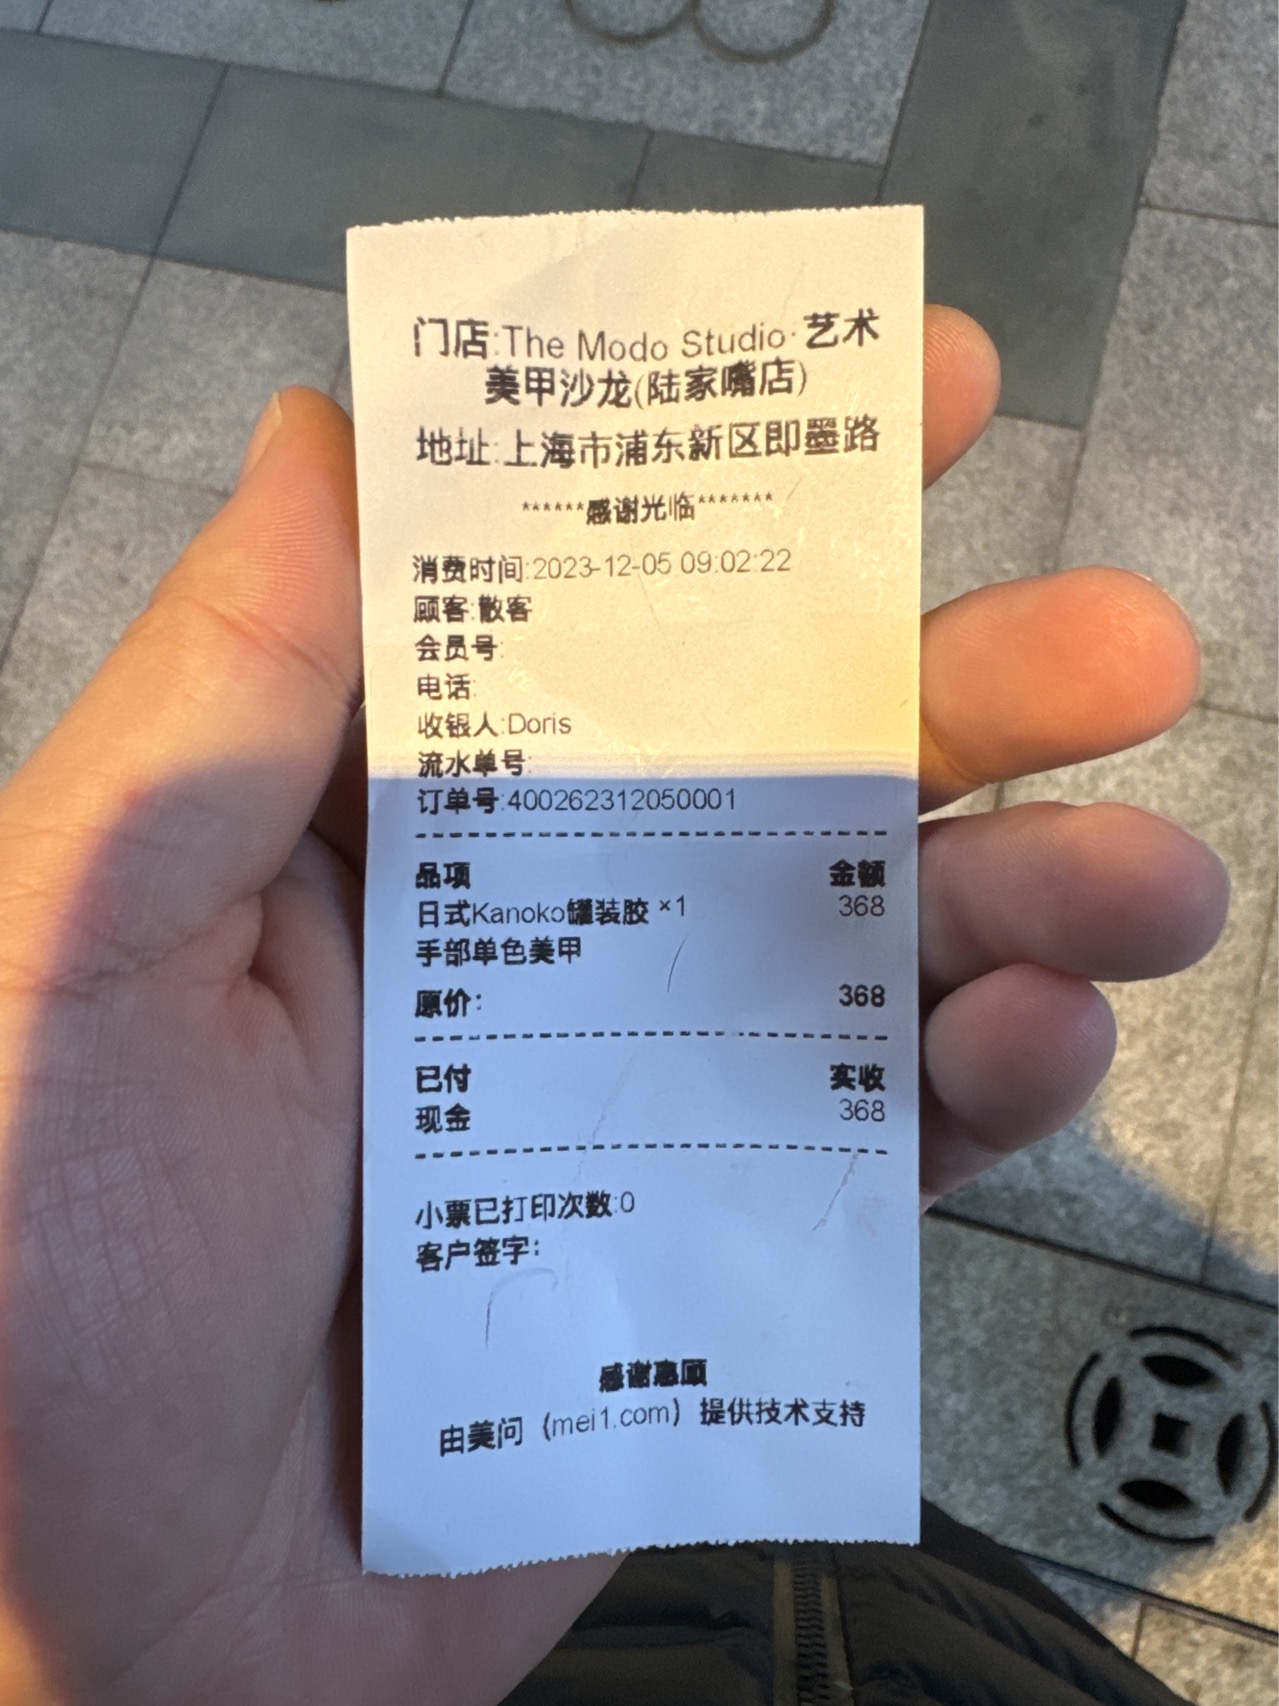 门店:The Modo Studio·艺术
美甲沙龙(陆家嘴店)
地址:上海市浦东新区即墨路
******感谢光临*******
消费时间:2023-12-05 09:02:22
顾客:散客
会员号:
电话:
收银人:Doris
流水单号:
订单号:400262312050001
品项 金额
日式Kanoko罐装胶 ×1 368
手部单色美甲
原价: 368
已付 实收
现金 368
小票已打印次数:0
客户签字:
感谢惠顾
由美问（mei1.com）提供技术支持